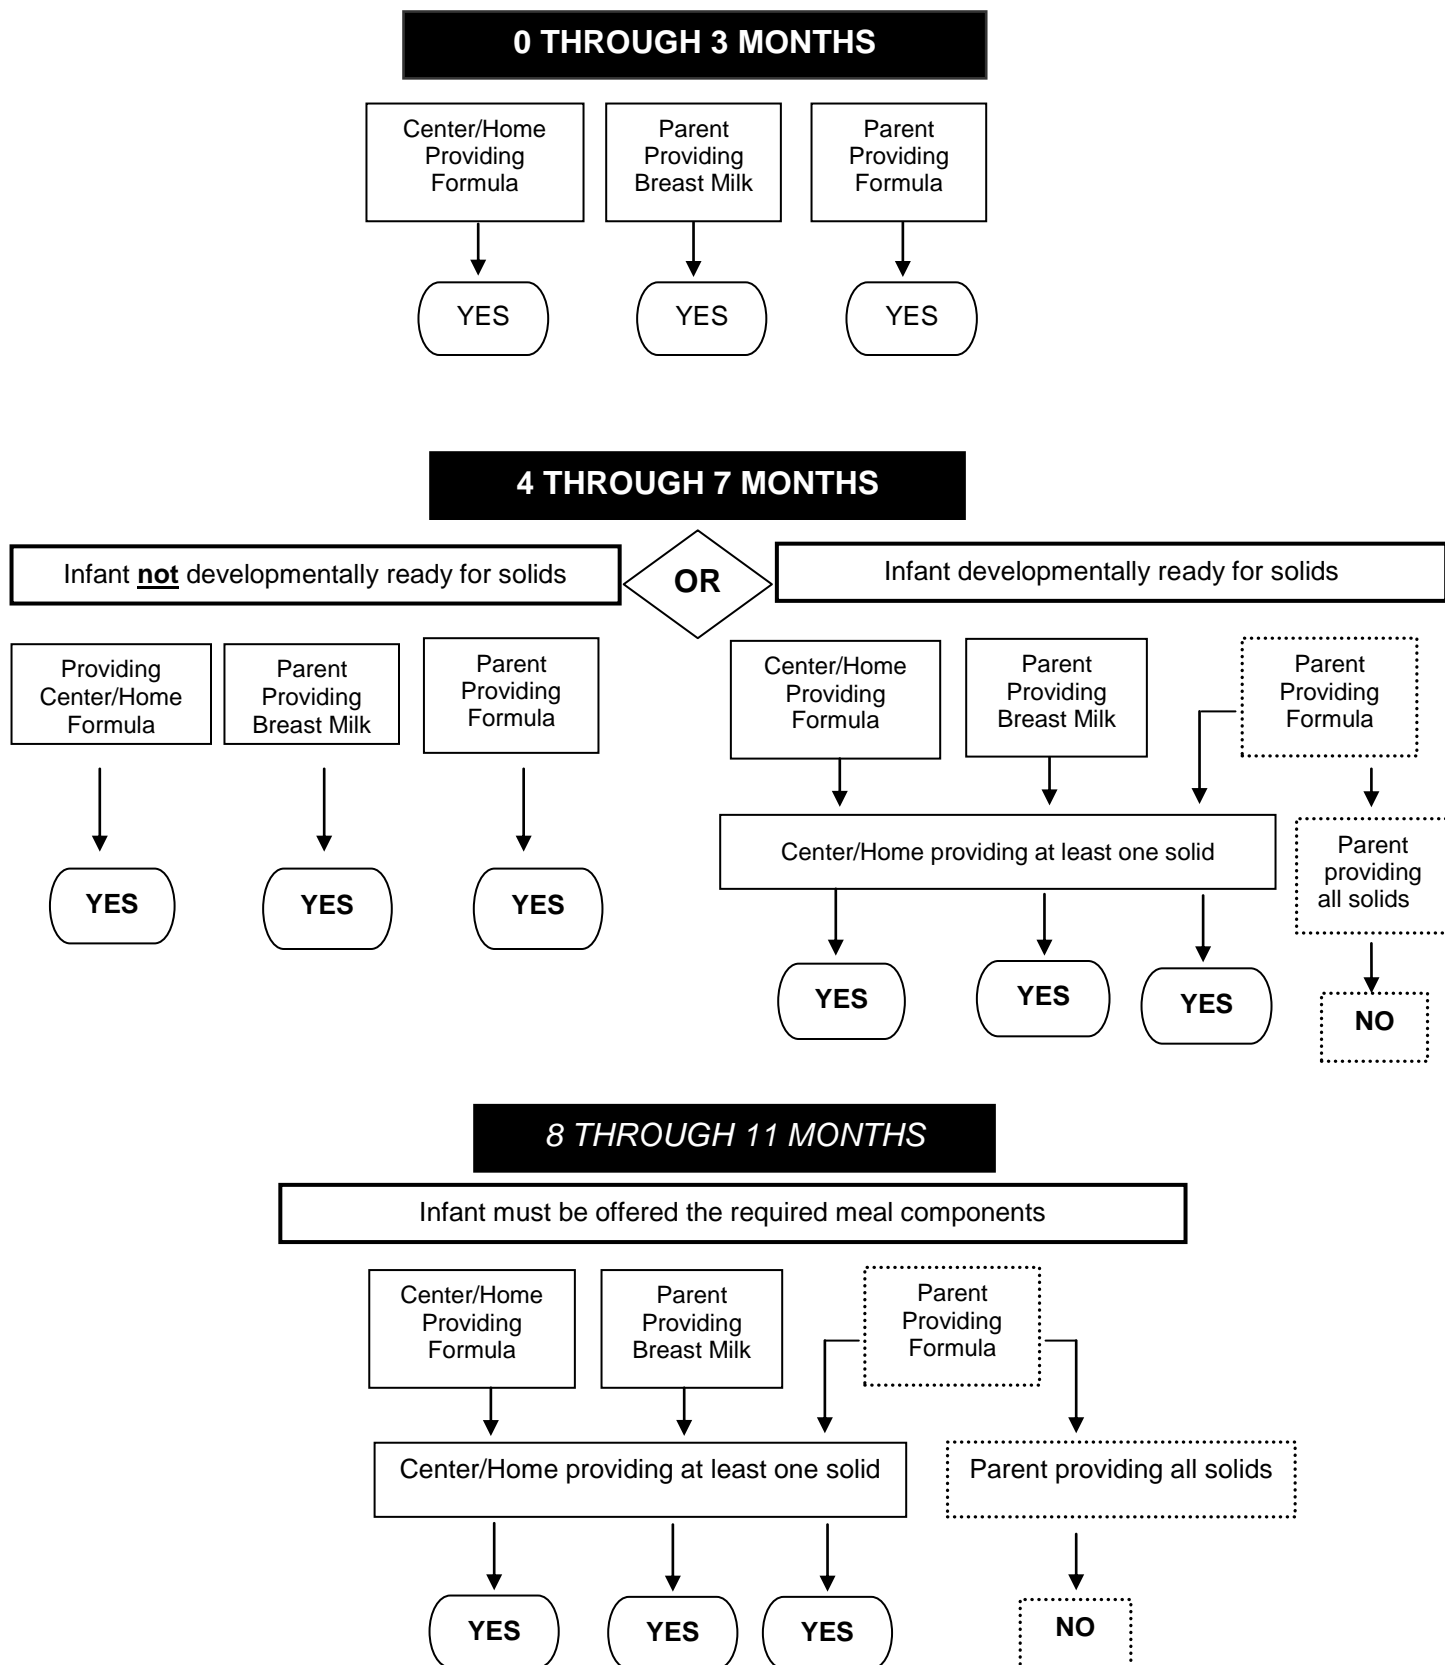 0 THROUGH 3 MONTHS
Center/Home
Providing
Formula
Parent
Providing
Breast Milk
Parent
Providing
Formula
YES
YES
YES
4 THROUGH 7 MONTHS
Infant not developmentally ready for solids
OR
Infant developmentally ready for solids
Providing
Center/Home
Formula
Parent
Providing
Breast Milk
Parent
Providing
Formula
Center/Home
Providing
Formula
Parent
Providing
Breast Milk
Parent
Providing
Formula
Center/Home providing at least one solid
Parent
providing
all solids
YES
YES
YES
YES
YES
YES
NO
8 THROUGH 11 MONTHS
Infant must be offered the required meal components
Center/Home
Providing
Formula
Parent
Providing
Breast Milk
Parent
Providing
Formula
Center/Home providing at least one solid
Parent providing all solids
YES
YES
YES
NO